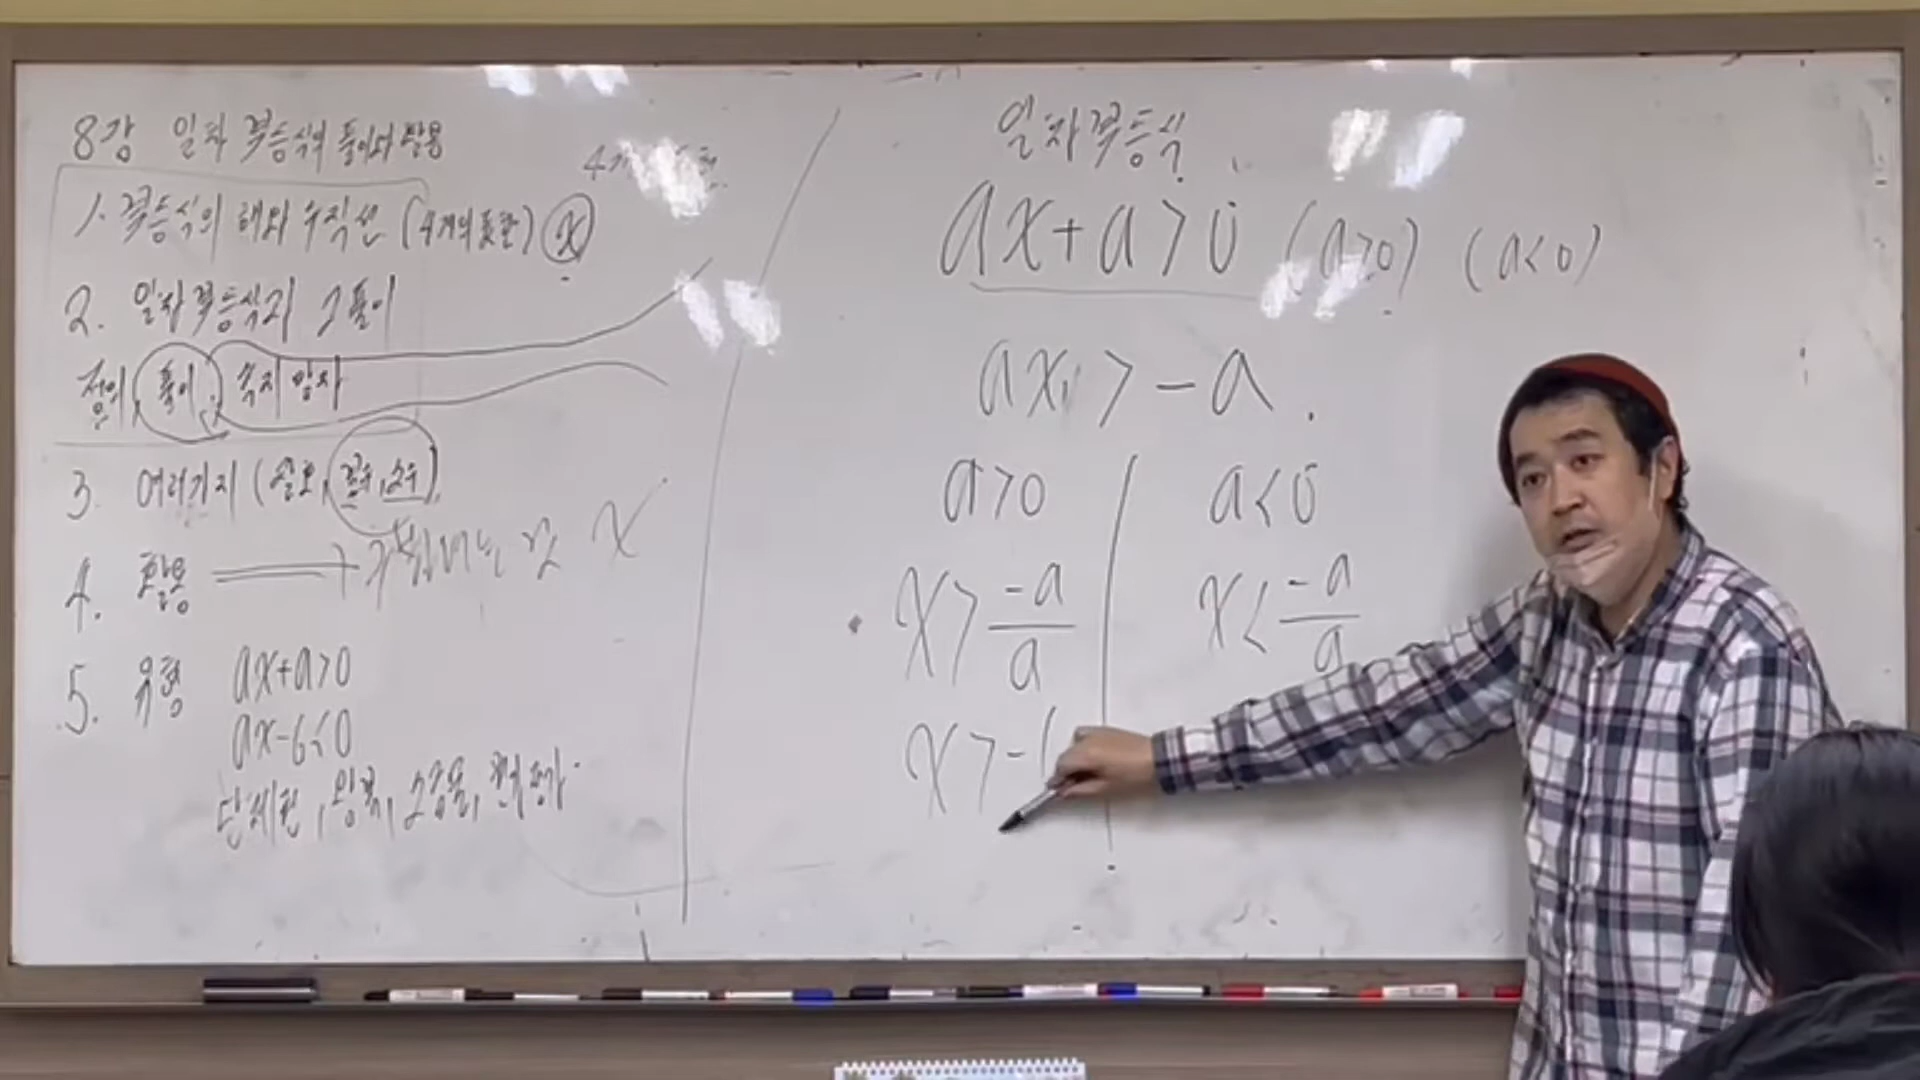 8강 일차부등식의 풀이와 활용
1. 부등식의 해와 수직선 (4개의 표현) x
2. 일차부등식과 그 풀이
정의, 풀이,
3. 여러가지 (괄호, 분수, 소수)
4. 활용
5. 유형 ax+a>0
ax-6<0
일차부등식
ax+a>0 (a>0) (a<0)
ax>-a.
a>0 a<0
x>-a/a x<-a/a
x>-1